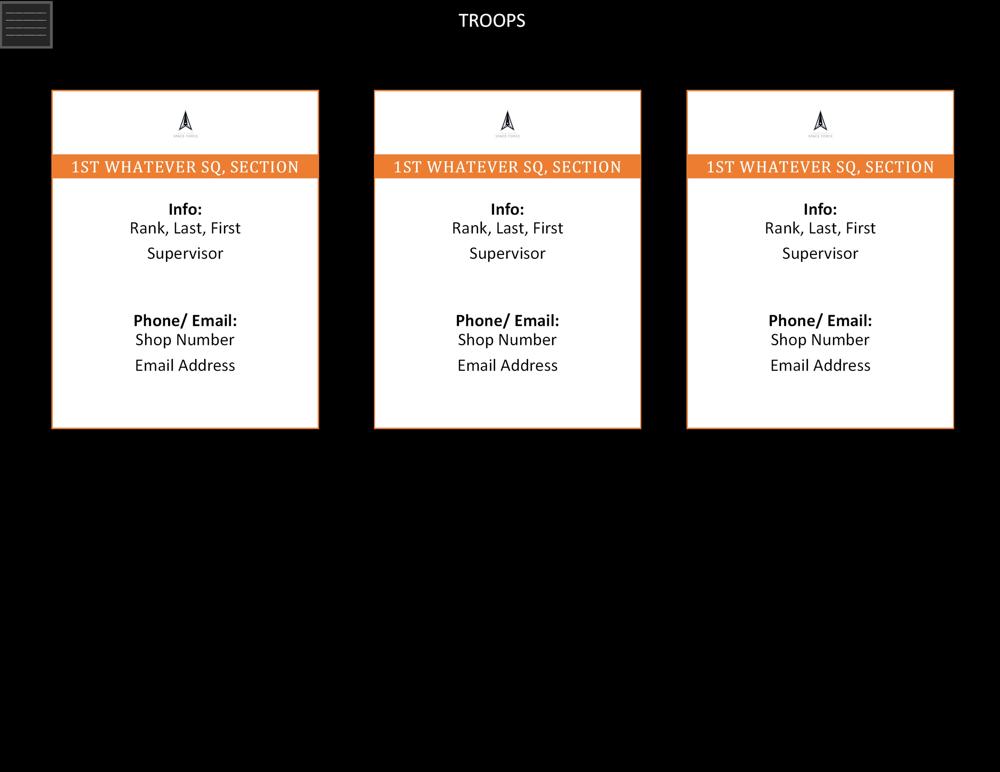 TROOPS
UNITED STATES
SPACE FORCE
1ST WHATEVER SQ, SECTION
Info:
Rank, Last, First
Supervisor
Phone/ Email:
Shop Number
Email Address
UNITED STATES
SPACE FORCE
1ST WHATEVER SQ, SECTION
Info:
Rank, Last, First
Supervisor
Phone/ Email:
Shop Number
Email Address
UNITED STATES
SPACE FORCE
1ST WHATEVER SQ, SECTION
Info:
Rank, Last, First
Supervisor
Phone/ Email:
Shop Number
Email Address